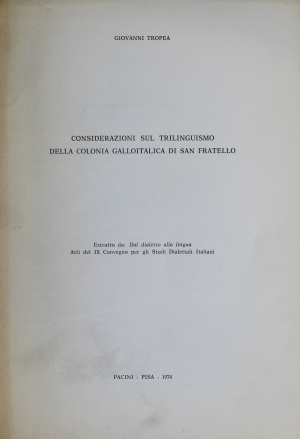 GIOVANNI TROPEA
CONSIDERAZIONI SUL TRILINGUISMO
DELLA COLONIA GALLOITALICA DI SAN FRATELLO
Estratto da: Dal dialetto alla lingua
Atti del IX Convegno per gli Studi Dialettali Italiani
PACINI - PISA - 1974